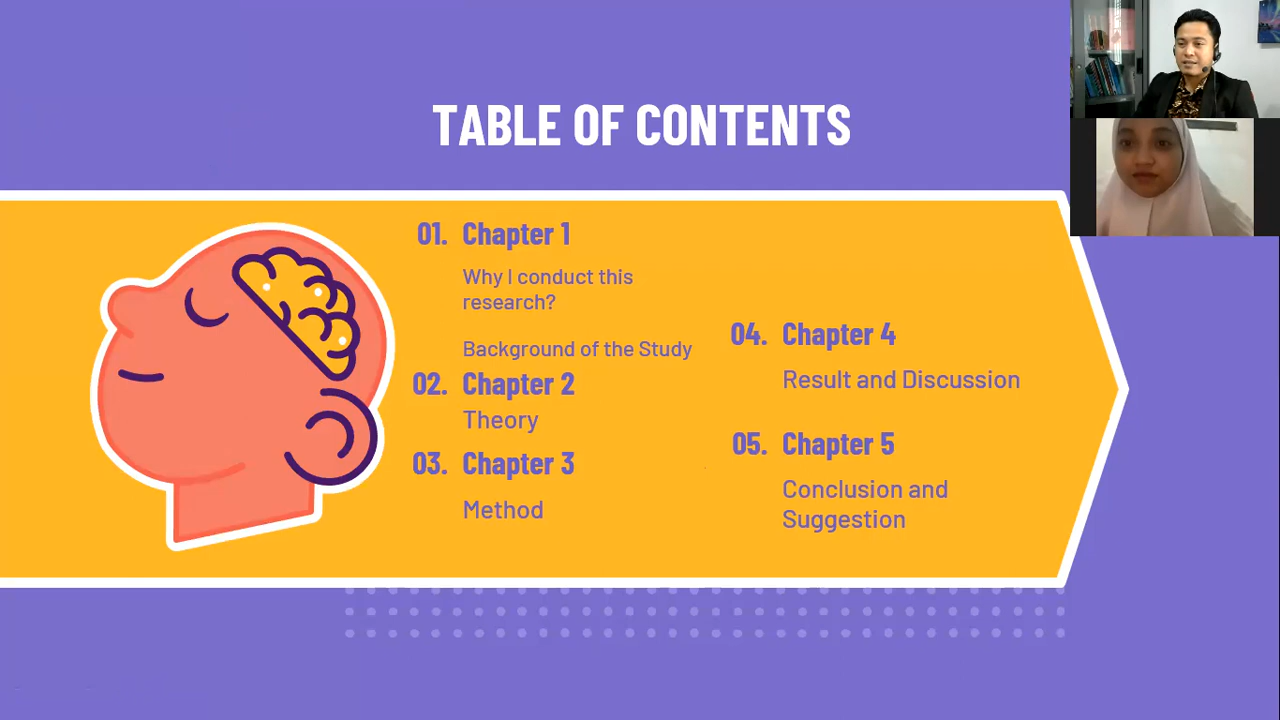 TABLE OF CONTENTS
01. Chapter 1
Why I conduct this
research?
Background of the Study
02. Chapter 2
Theory
03. Chapter 3
Method
04. Chapter 4
Result and Discussion
05. Chapter 5
Conclusion and
Suggestion